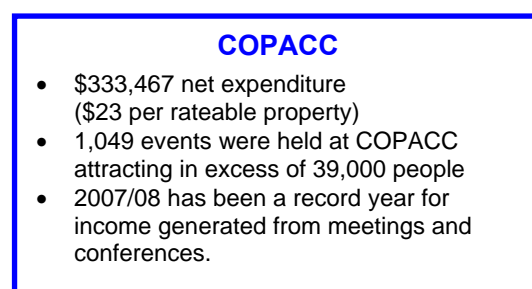 COPACC
• $333,467 net expenditure
($23 per rateable property)
• 1,049 events were held at COPACC
attracting in excess of 39,000 people
• 2007/08 has been a record year for
income generated from meetings and
conferences.